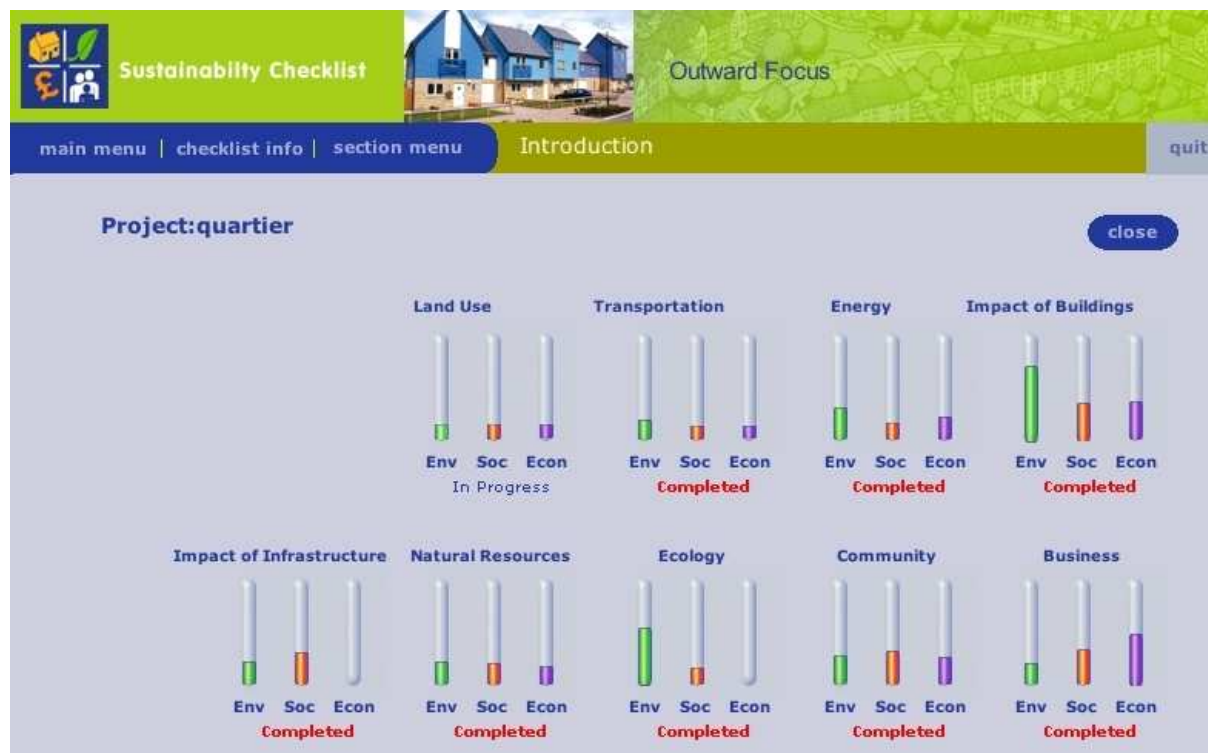 Sustainabilty Checklist
Outward Focus
main menu | checklist info | section menu
Introduction
quit
Project:quartier
close
Land Use
Transportation
Energy
Impact of Buildings
Env Soc Econ
Env Soc Econ
Env Soc Econ
Env Soc Econ
In Progress
Completed
Completed
Completed
Impact of Infrastructure
Natural Resources
Ecology
Community
Business
Env Soc Econ
Env Soc Econ
Env Soc Econ
Env Soc Econ
Env Soc Econ
Completed
Completed
Completed
Completed
Completed